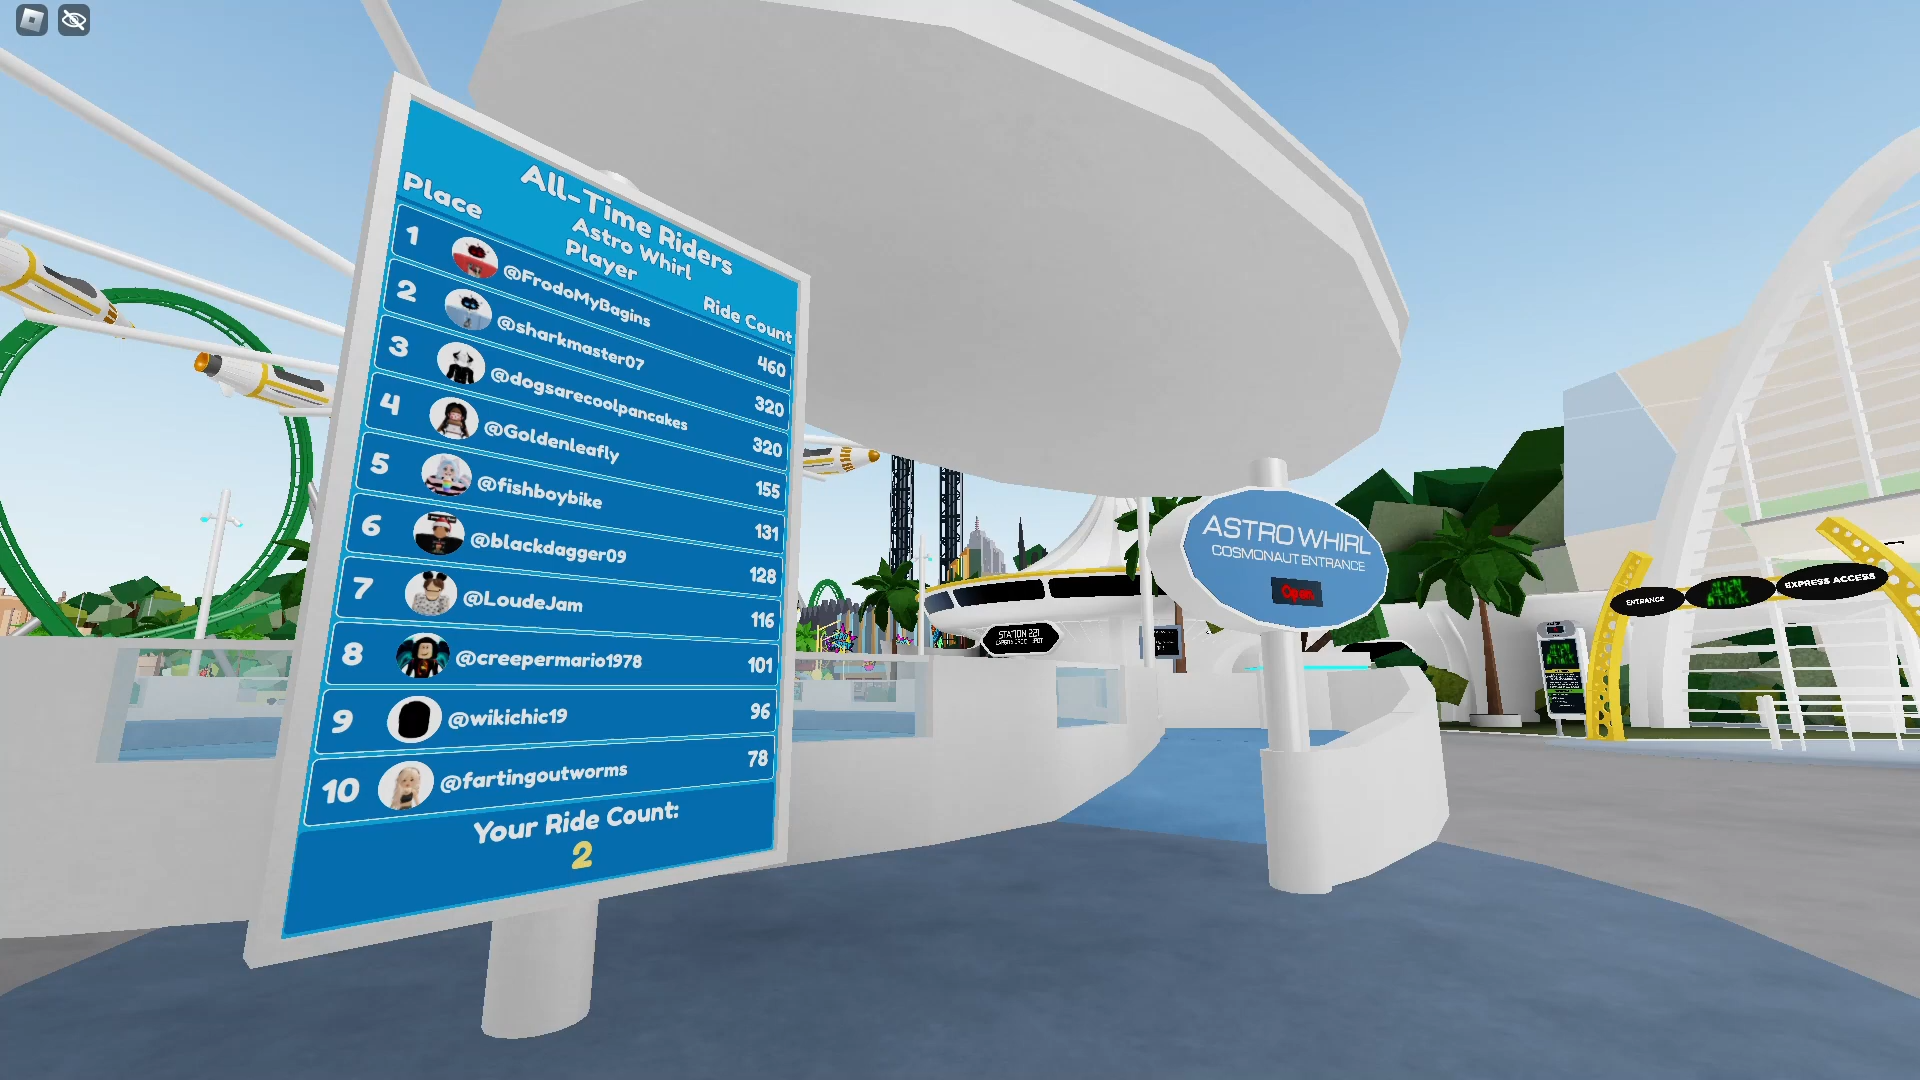 All-Time Riders
Astro Whirl
Place Player Ride Count
1 @FrodoMyBagins 460
2 @sharkmaster07 320
3 @dogsarecoolpancakes 320
4 @Goldenleafly 155
5 @fishboybike 131
6 @blackdagger09 128
7 @LoudeJam 116
8 @creepermario1978 101
9 @wikichic19 96
10 @fartingoutworms 78
Your Ride Count:
2
STATION 221
ASTRO WHIRL
COSMONAUT ENTRANCE
Open.
ENTRANCE
EXPRESS ACCESS